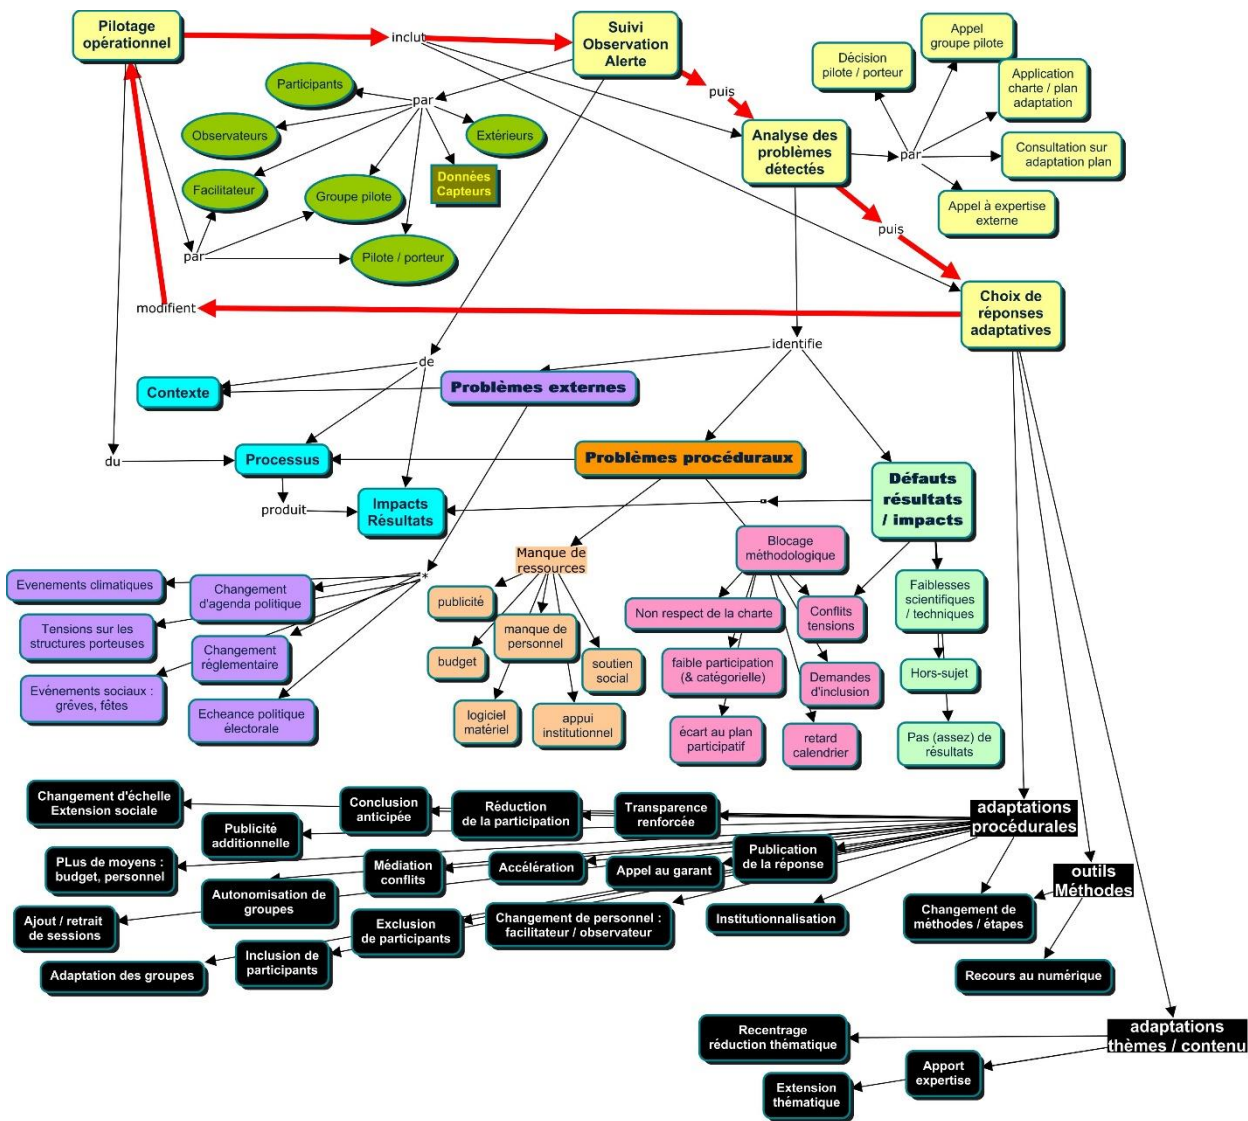 Pilotage
opérationnel
inclut
Suivi
Observation
Alerte
Décision
pilote / porteur
Appel
groupe pilote
Application
charte / plan
adaptation
Participants
par
puis
Observateurs
Extérieurs
Analyse des
problèmes
détectés
par
Consultation sur
adaptation plan
Facilitateur
Groupe pilote
Données
Capteurs
Appel à expertise
externe
puis
par
Pilote / porteur
modifient
Choix de
réponses
adaptatives
identifie
de
Contexte
Problèmes externes
du
Processus
Problèmes procéduraux
Défauts
résultats
/ impacts
produit
Impacts
Résultats
Manque de
ressources
Blocage
méthodologique
Evenements climatiques
Changement
d'agenda politique
*
Faiblesses
scientifiques
/ techniques
publicité
Non respect de la charte
Conflits
tensions
Tensions sur les
structures porteuses
Changement
réglementaire
manque de
personnel
budget
soutien
social
faible participation
(& catégorielle)
Demandes
d'inclusion
Hors-sujet
Evénements sociaux :
gréves, fêtes
Echeance politique
électorale
logiciel
matériel
appui
institutionnel
écart au plan
participatif
retard
calendrier
Pas (assez) de
résultats
Changement d'échelle
Extension sociale
Conclusion
anticipée
Réduction
de la participation
Transparence
renforcée
adaptations
procédurales
Publicité
additionnelle
PLus de moyens :
budget, personnel
Médiation
conflits
Accélération
Appel au garant
Publication
de la réponse
outils
Méthodes
Autonomisation de
groupes
Ajout / retrait
de sessions
Exclusion
de participants
Changement de personnel :
facilitateur / observateur
Institutionnalisation
Changement de
méthodes / étapes
Adaptation des groupes
Inclusion de
participants
Recours au numérique
Recentrage
réduction thématique
adaptations
thèmes / contenu
Apport
expertise
Extension
thématique